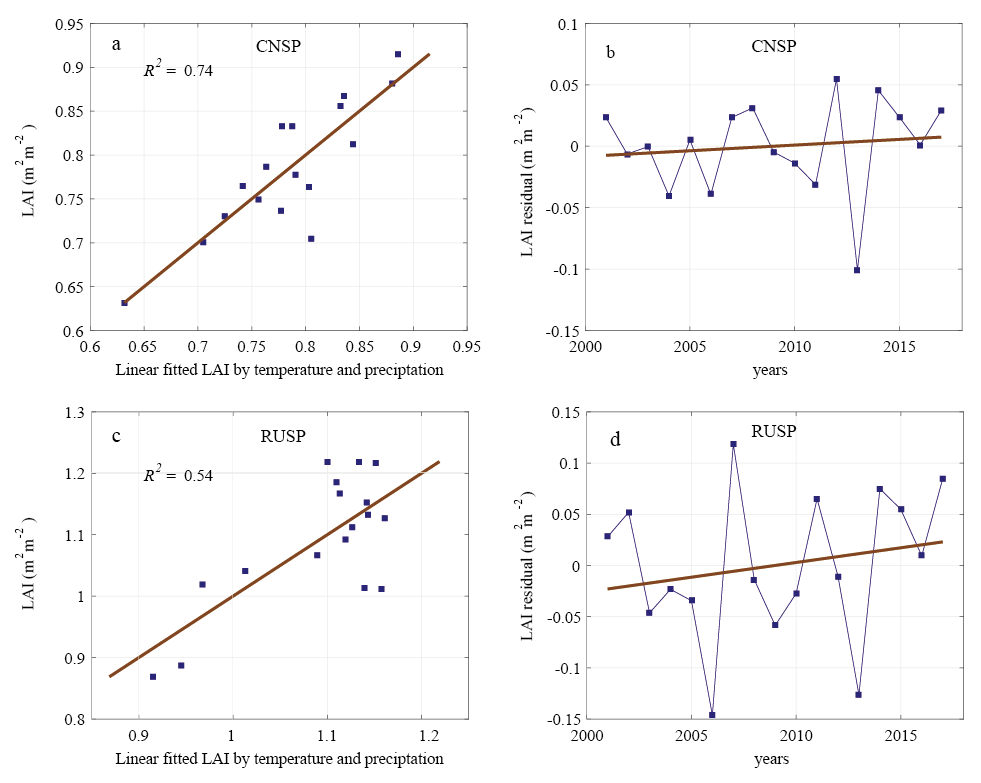 a
CNSP
R² = 0.74
0.95
0.9
0.85
0.8
0.75
0.7
0.65
0.6
LAI (m² m⁻² )
0.6 0.65 0.7 0.75 0.8 0.85 0.9 0.95
Linear fitted LAI by temperature and preciptation
b
CNSP
0.1
0.05
0
-0.05
-0.1
-0.15
LAI residual (m² m⁻² )
2000 2005 2010 2015
years
c
RUSP
R² = 0.54
1.3
1.2
1.1
1
0.9
0.8
LAI (m² m⁻² )
0.9 1 1.1 1.2
Linear fitted LAI by temperature and preciptation
d
RUSP
0.15
0.1
0.05
0
-0.05
-0.1
-0.15
LAI residual (m² m⁻² )
2000 2005 2010 2015
years